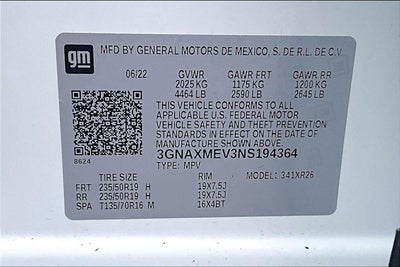 gm MFD BY GENERAL MOTORS DE MEXICO, S. DE R.L. DE C.V.
06/22 GVWR GAWR FRT GAWR RR
2025 KG 1175 KG 1200 KG
4464 LB 2590 LB 2645 LB
THIS VEHICLE CONFORMS TO ALL
APPLICABLE U.S. FEDERAL MOTOR VEHICLE
SAFETY AND THEFT PREVENTION
STANDARDS IN EFFECT ON THE DATE OF
MANUFACTURE SHOWN ABOVE.
3GNAXMEV3NS194364
8624 TYPE: MPV
TIRE SIZE RIM MODEL: 341XR26
FRT 235/50R19 H 19X7.5J
RR 235/50R19 H 19X7.5J
SPA T135/70R16 M 16X4BT